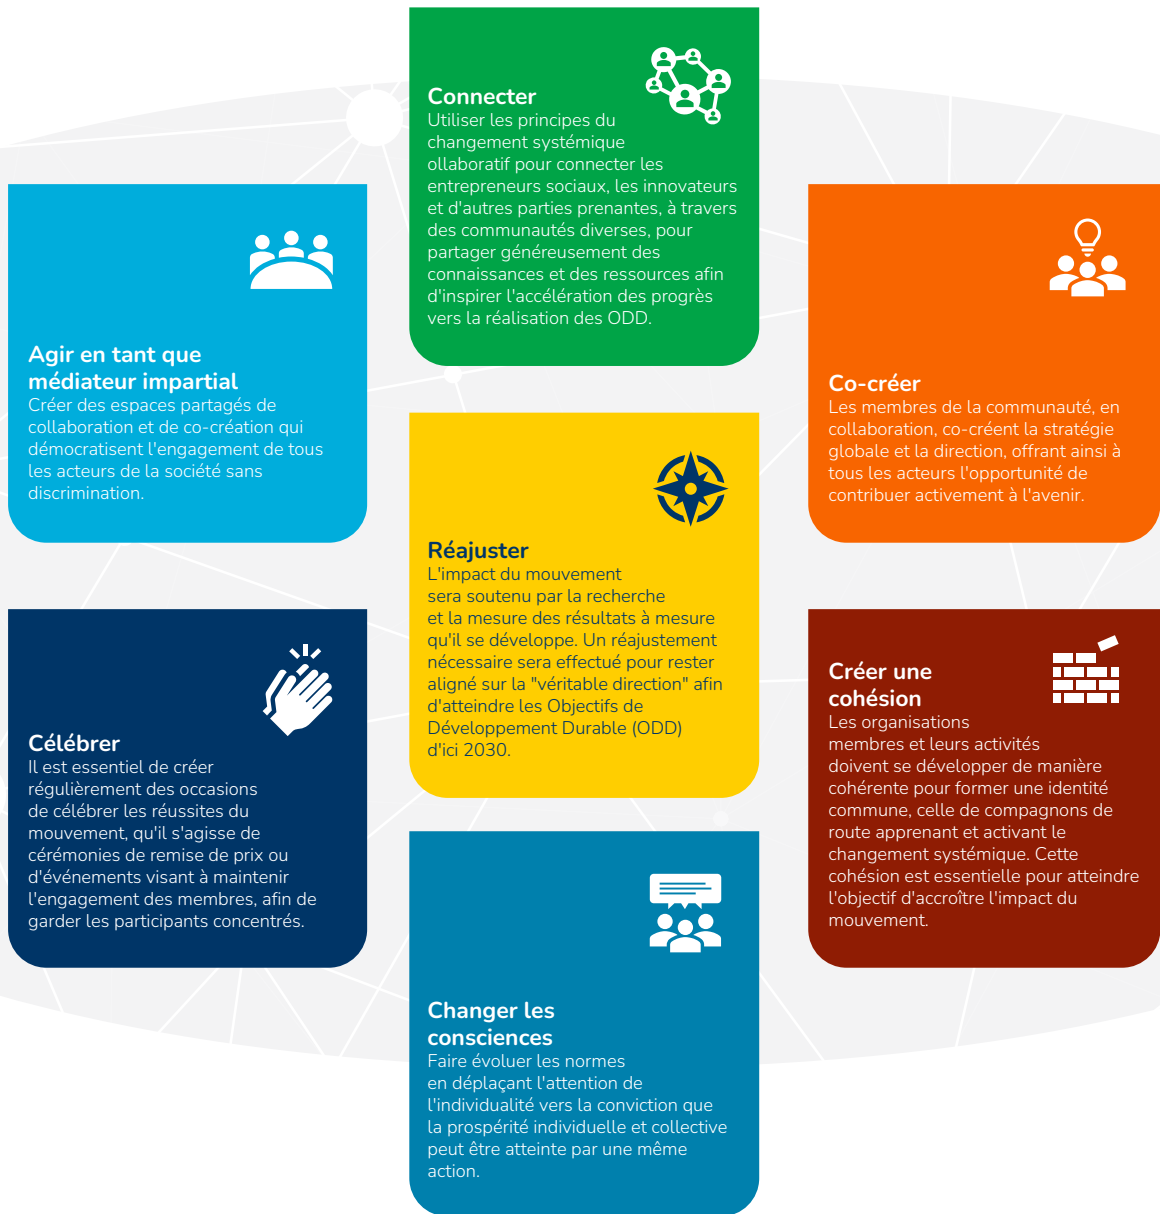 Connecter
Utiliser les principes du
changement systémique
ollaboratif pour connecter les
entrepreneurs sociaux, les innovateurs
et d'autres parties prenantes, à travers
des communautés diverses, pour
partager généreusement des
connaissances et des ressources afin
d'inspirer l'accélération des progrès
vers la réalisation des ODD.
Agir en tant que
médiateur impartial
Créer des espaces partagés de
collaboration et de co-création qui
démocratisent l'engagement de tous
les acteurs de la société sans
discrimination.
Co-créer
Les membres de la communauté, en
collaboration, co-créent la stratégie
globale et la direction, offrant ainsi à
tous les acteurs l'opportunité de
contribuer activement à l'avenir.
Réajuster
L'impact du mouvement
sera soutenu par la recherche
et la mesure des résultats à mesure
qu'il se développe. Un réajustement
nécessaire sera effectué pour rester
aligné sur la "véritable direction" afin
d'atteindre les Objectifs de
Développement Durable (ODD)
d'ici 2030.
Célébrer
Il est essentiel de créer
régulièrement des occasions
de célébrer les réussites du
mouvement, qu'il s'agisse de
cérémonies de remise de prix ou
d'événements visant à maintenir
l'engagement des membres, afin de
garder les participants concentrés.
Créer une
cohésion
Les organisations
membres et leurs activités
doivent se développer de manière
cohérente pour former une identité
commune, celle de compagnons de
route apprenant et activant le
changement systémique. Cette
cohésion est essentielle pour atteindre
l'objectif d'accroître l'impact du
mouvement.
Changer les
consciences
Faire évoluer les normes
en déplaçant l'attention de
l'individualité vers la conviction que
la prospérité individuelle et collective
peut être atteinte par une même
action.